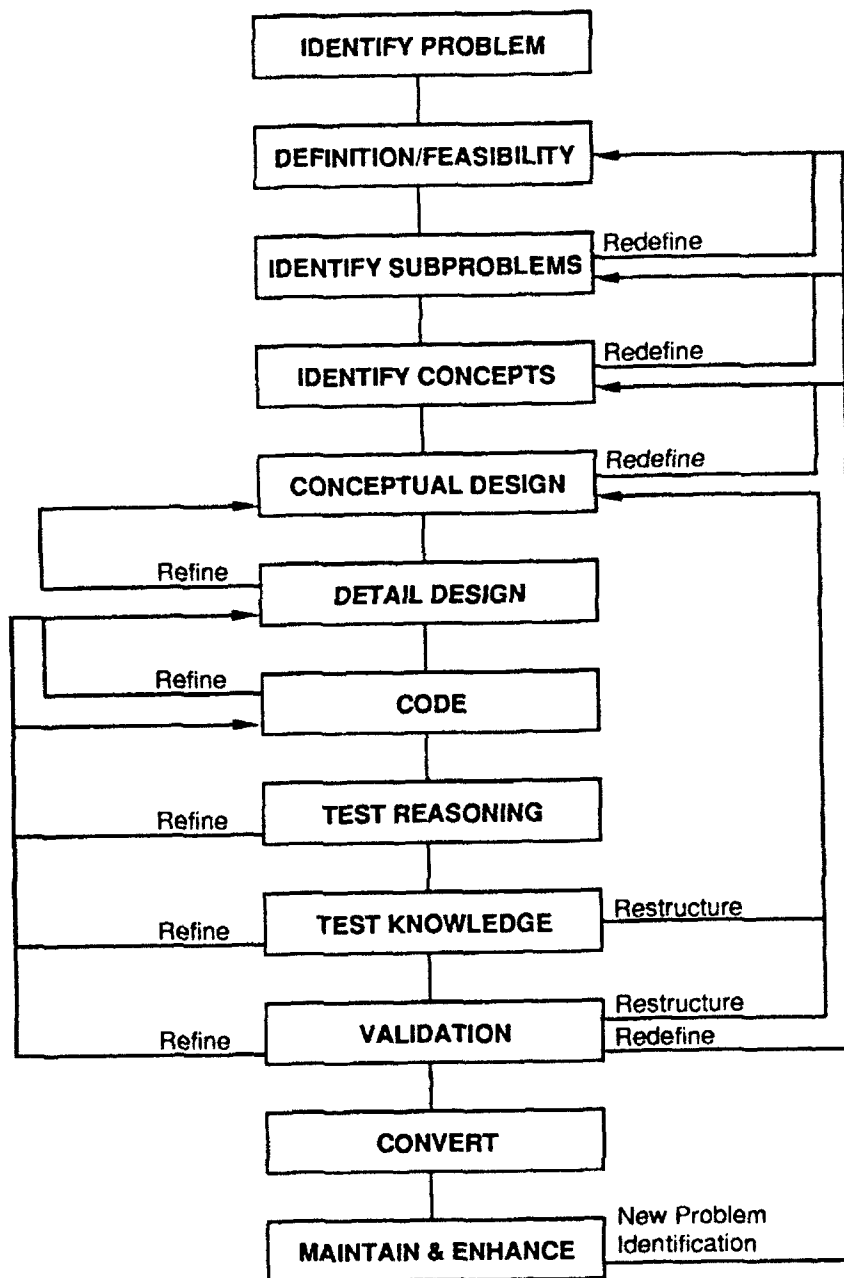 IDENTIFY PROBLEM
DEFINITION/FEASIBILITY
Redefine
IDENTIFY SUBPROBLEMS
Redefine
IDENTIFY CONCEPTS
Redefine
CONCEPTUAL DESIGN
Refine
DETAIL DESIGN
Refine
CODE
Refine
TEST REASONING
Refine
TEST KNOWLEDGE
Restructure
Refine
VALIDATION
Restructure
Redefine
CONVERT
MAINTAIN & ENHANCE
New Problem
Identification